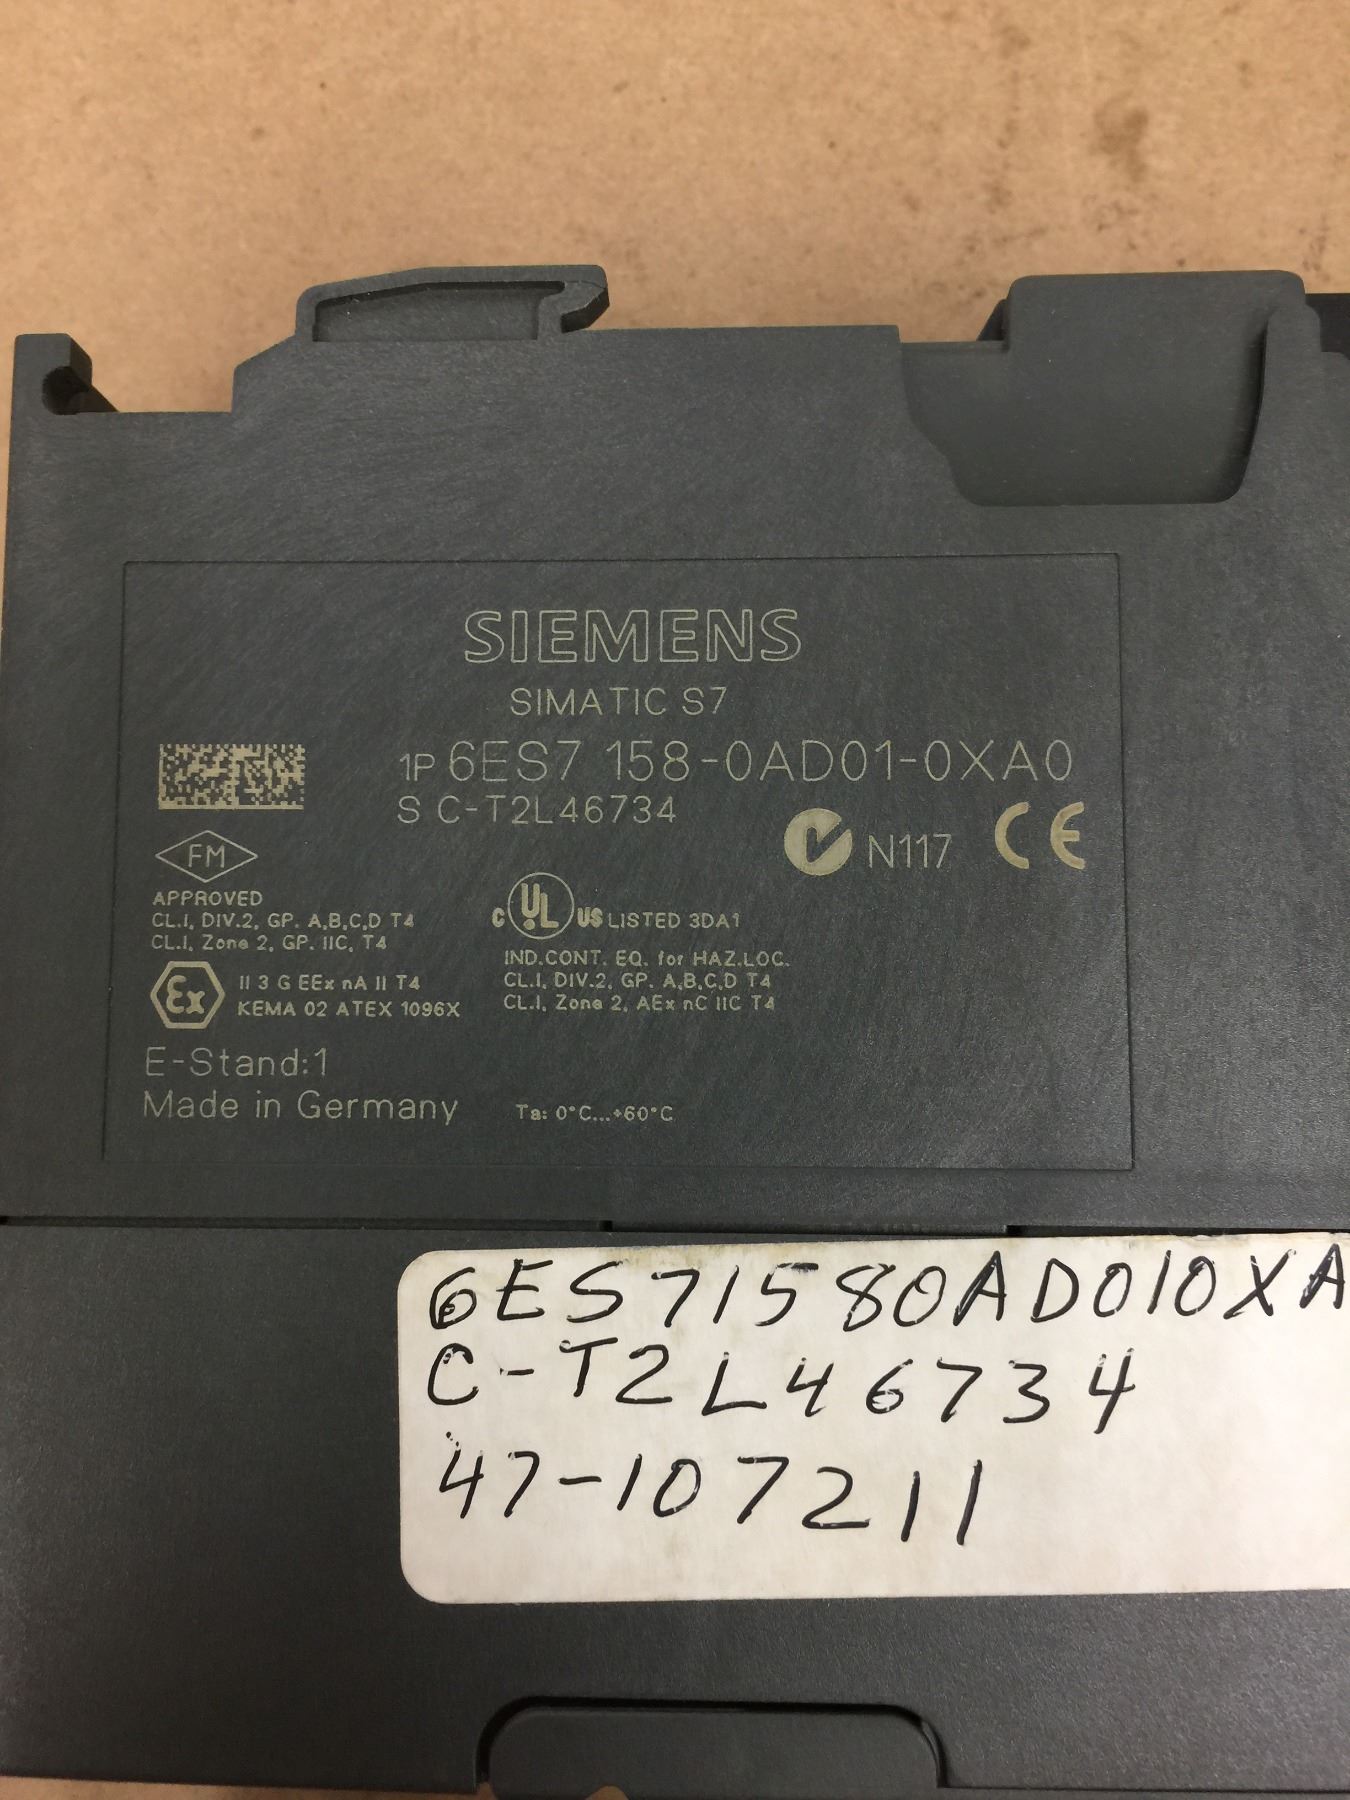 SIEMENS
SIMATIC S7
1P 6ES7 158-0AD01-0XA0
S C-T2L46734
N117 CE
FM
APPROVED
CL.I, DIV.2, GP. A,B,C,D T4
CL.I, Zone 2, GP. IIC, T4
Ex II 3 G EEx nA II T4
KEMA 02 ATEX 1096X
C UL US LISTED 3DA1
IND.CONT. EQ. for HAZ.LOC.
CL.I, DIV.2, GP. A,B,C,D T4
CL.I, Zone 2, AEx nC IIC T4
E-Stand:1
Made in Germany
Ta: 0°C...+60°C
6ES71580AD010XA
C-T2L46734
47-107211